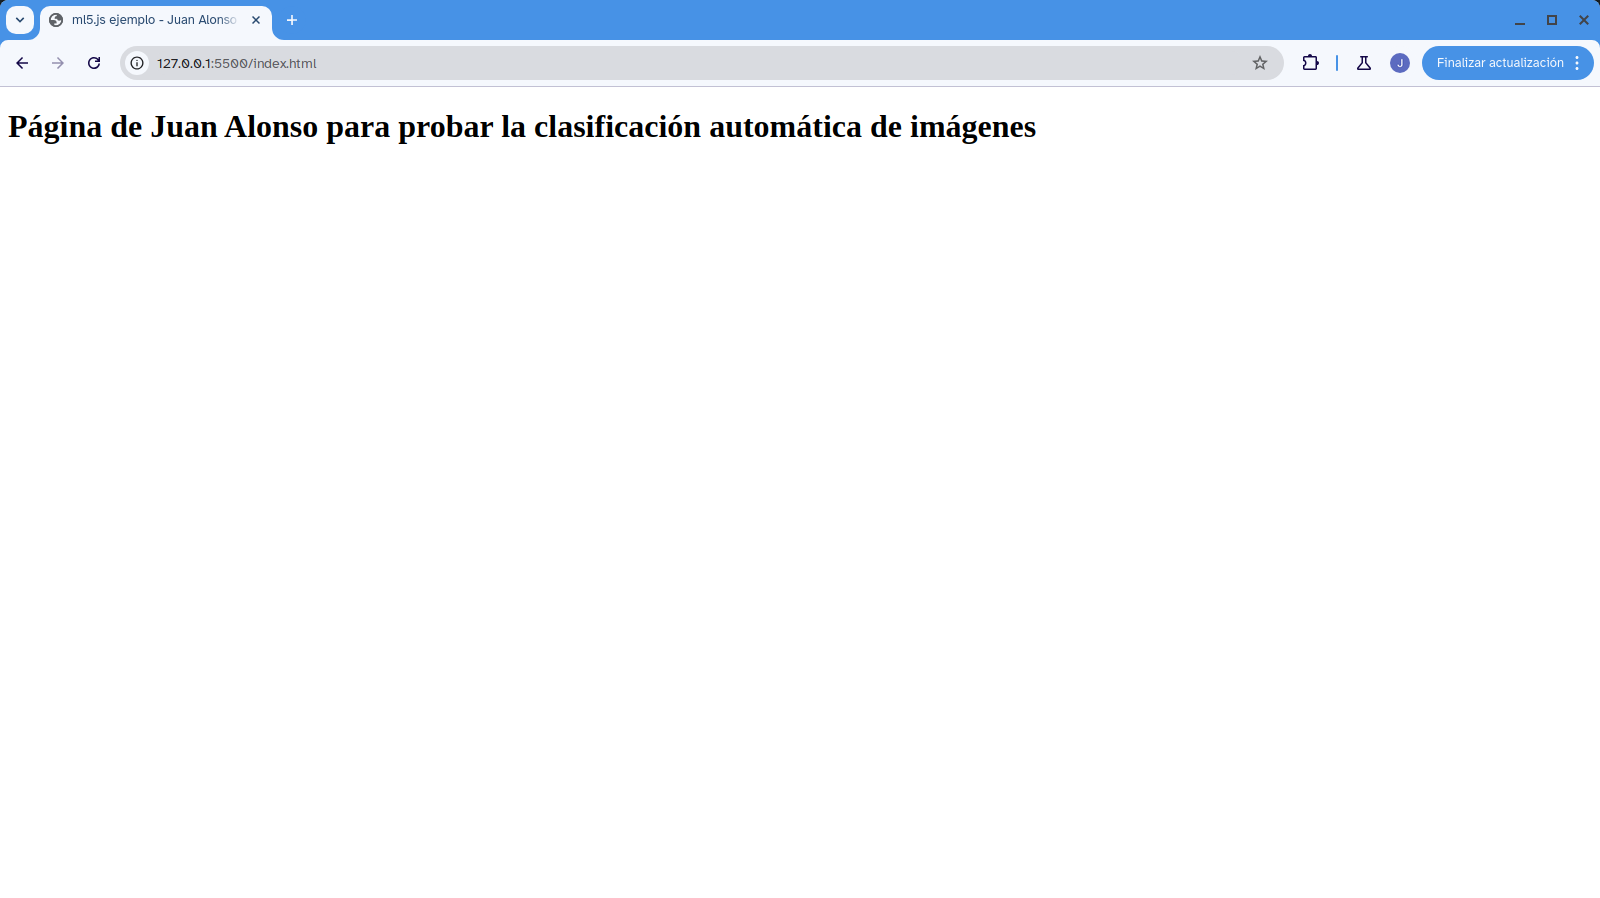 ml5.js ejemplo - Juan Alonso
127.0.0.1:5500/index.html
J
Finalizar actualización
Página de Juan Alonso para probar la clasificación automática de imágenes